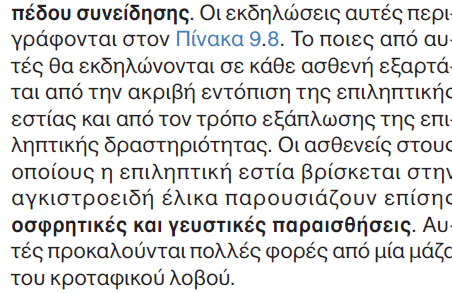 πέδου συνείδησης. Οι εκδηλώσεις αυτές περι-
γράφονται στον Πίνακα 9.8. Το ποιες από αυ-
τές θα εκδηλώνονται σε κάθε ασθενή εξαρτά-
ται από την ακριβή εντόπιση της επιληπτικής
εστίας και από τον τρόπο εξάπλωσης της επι-
ληπτικής δραστηριότητας. Οι ασθενείς στους
οποίους η επιληπτική εστία βρίσκεται στην
αγκιστροειδή έλικα παρουσιάζουν επίσης
οσφρητικές και γευστικές παραισθήσεις. Αυ-
τές προκαλούνται πολλές φορές από μία μάζα
του κροταφικού λοβού.